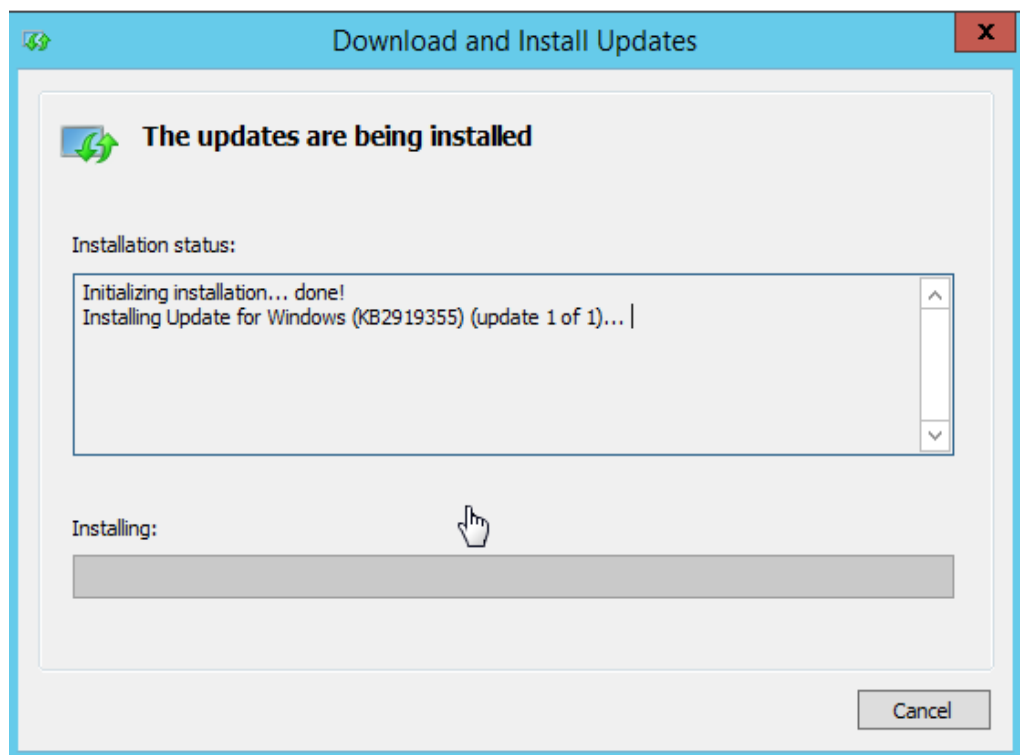 Download and Install Updates
x
The updates are being installed
Installation status:
Initializing installation... done!
Installing Update for Windows (KB2919355) (update 1 of 1)...
Installing:
Cancel